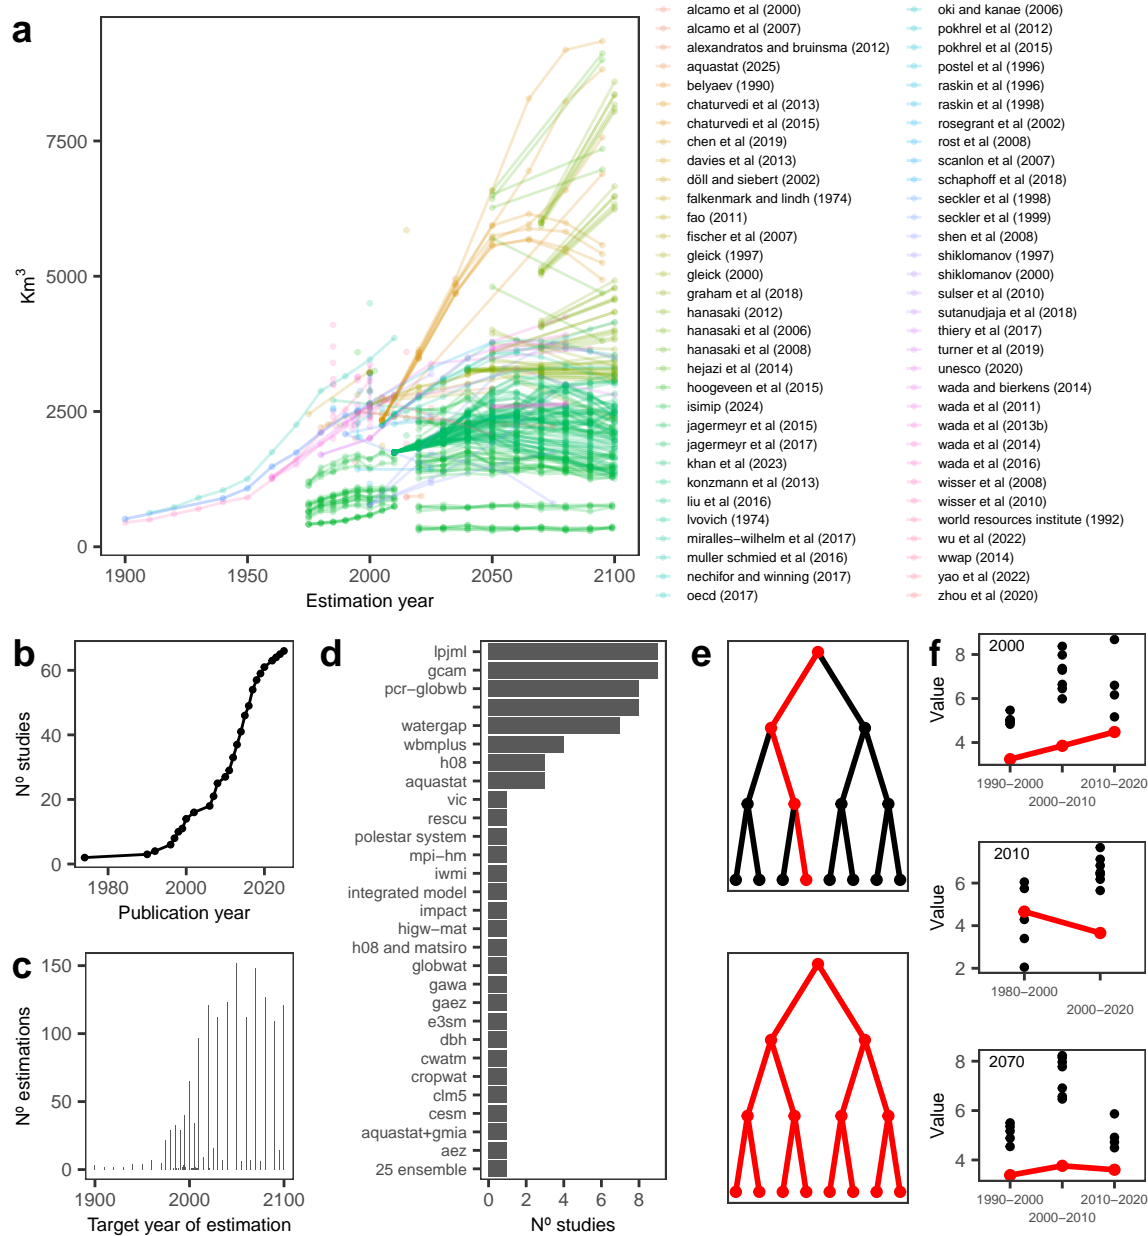 a
7500
5000
2500
0
Km³
1900
1950
2000
2050
2100
Estimation year
alcamo et al (2000)
alcamo et al (2007)
alexandratos and bruinsma (2012)
aquastat (2025)
belyaev (1990)
chaturvedi et al (2013)
chaturvedi et al (2015)
chen et al (2019)
davies et al (2013)
döll and siebert (2002)
falkenmark and lindh (1974)
fao (2011)
fischer et al (2007)
gleick (1997)
gleick (2000)
graham et al (2018)
hanasaki (2012)
hanasaki et al (2006)
hanasaki et al (2008)
hejazi et al (2014)
hoogeveen et al (2015)
isimip (2024)
jagermeyr et al (2015)
jagermeyr et al (2017)
khan et al (2023)
konzmann et al (2013)
liu et al (2016)
lvovich (1974)
miralles−wilhelm et al (2017)
muller schmied et al (2016)
nechifor and winning (2017)
oecd (2017)
oki and kanae (2006)
pokhrel et al (2012)
pokhrel et al (2015)
postel et al (1996)
raskin et al (1996)
raskin et al (1998)
rosegrant et al (2002)
rost et al (2008)
scanlon et al (2007)
schaphoff et al (2018)
seckler et al (1998)
seckler et al (1999)
shen et al (2008)
shiklomanov (1997)
shiklomanov (2000)
sulser et al (2010)
sutanudjaja et al (2018)
thiery et al (2017)
turner et al (2019)
unesco (2020)
wada and bierkens (2014)
wada et al (2011)
wada et al (2013b)
wada et al (2014)
wada et al (2016)
wisser et al (2008)
wisser et al (2010)
world resources institute (1992)
wu et al (2022)
wwap (2014)
yao et al (2022)
zhou et al (2020)
b
60
40
20
0
Nº studies
1980
2000
2020
Publication year
c
150
100
50
0
Nº estimations
1900
2000
2100
Target year of estimation
d
lpjml
gcam
pcr−globwb
watergap
wbmplus
h08
aquastat
vic
rescu
polestar system
mpi−hm
iwmi
integrated model
impact
higw−mat
h08 and matsiro
globwat
gawa
gaez
e3sm
dbh
cwatm
cropwat
clm5
cesm
aquastat+gmia
aez
25 ensemble
0
2
4
6
8
Nº studies
e
f
2000
8
6
4
Value
1990−2000
2000−2010
2010−2020
2010
6
4
2
Value
1980−2000
2000−2020
2070
8
6
4
Value
1990−2000
2000−2010
2010−2020